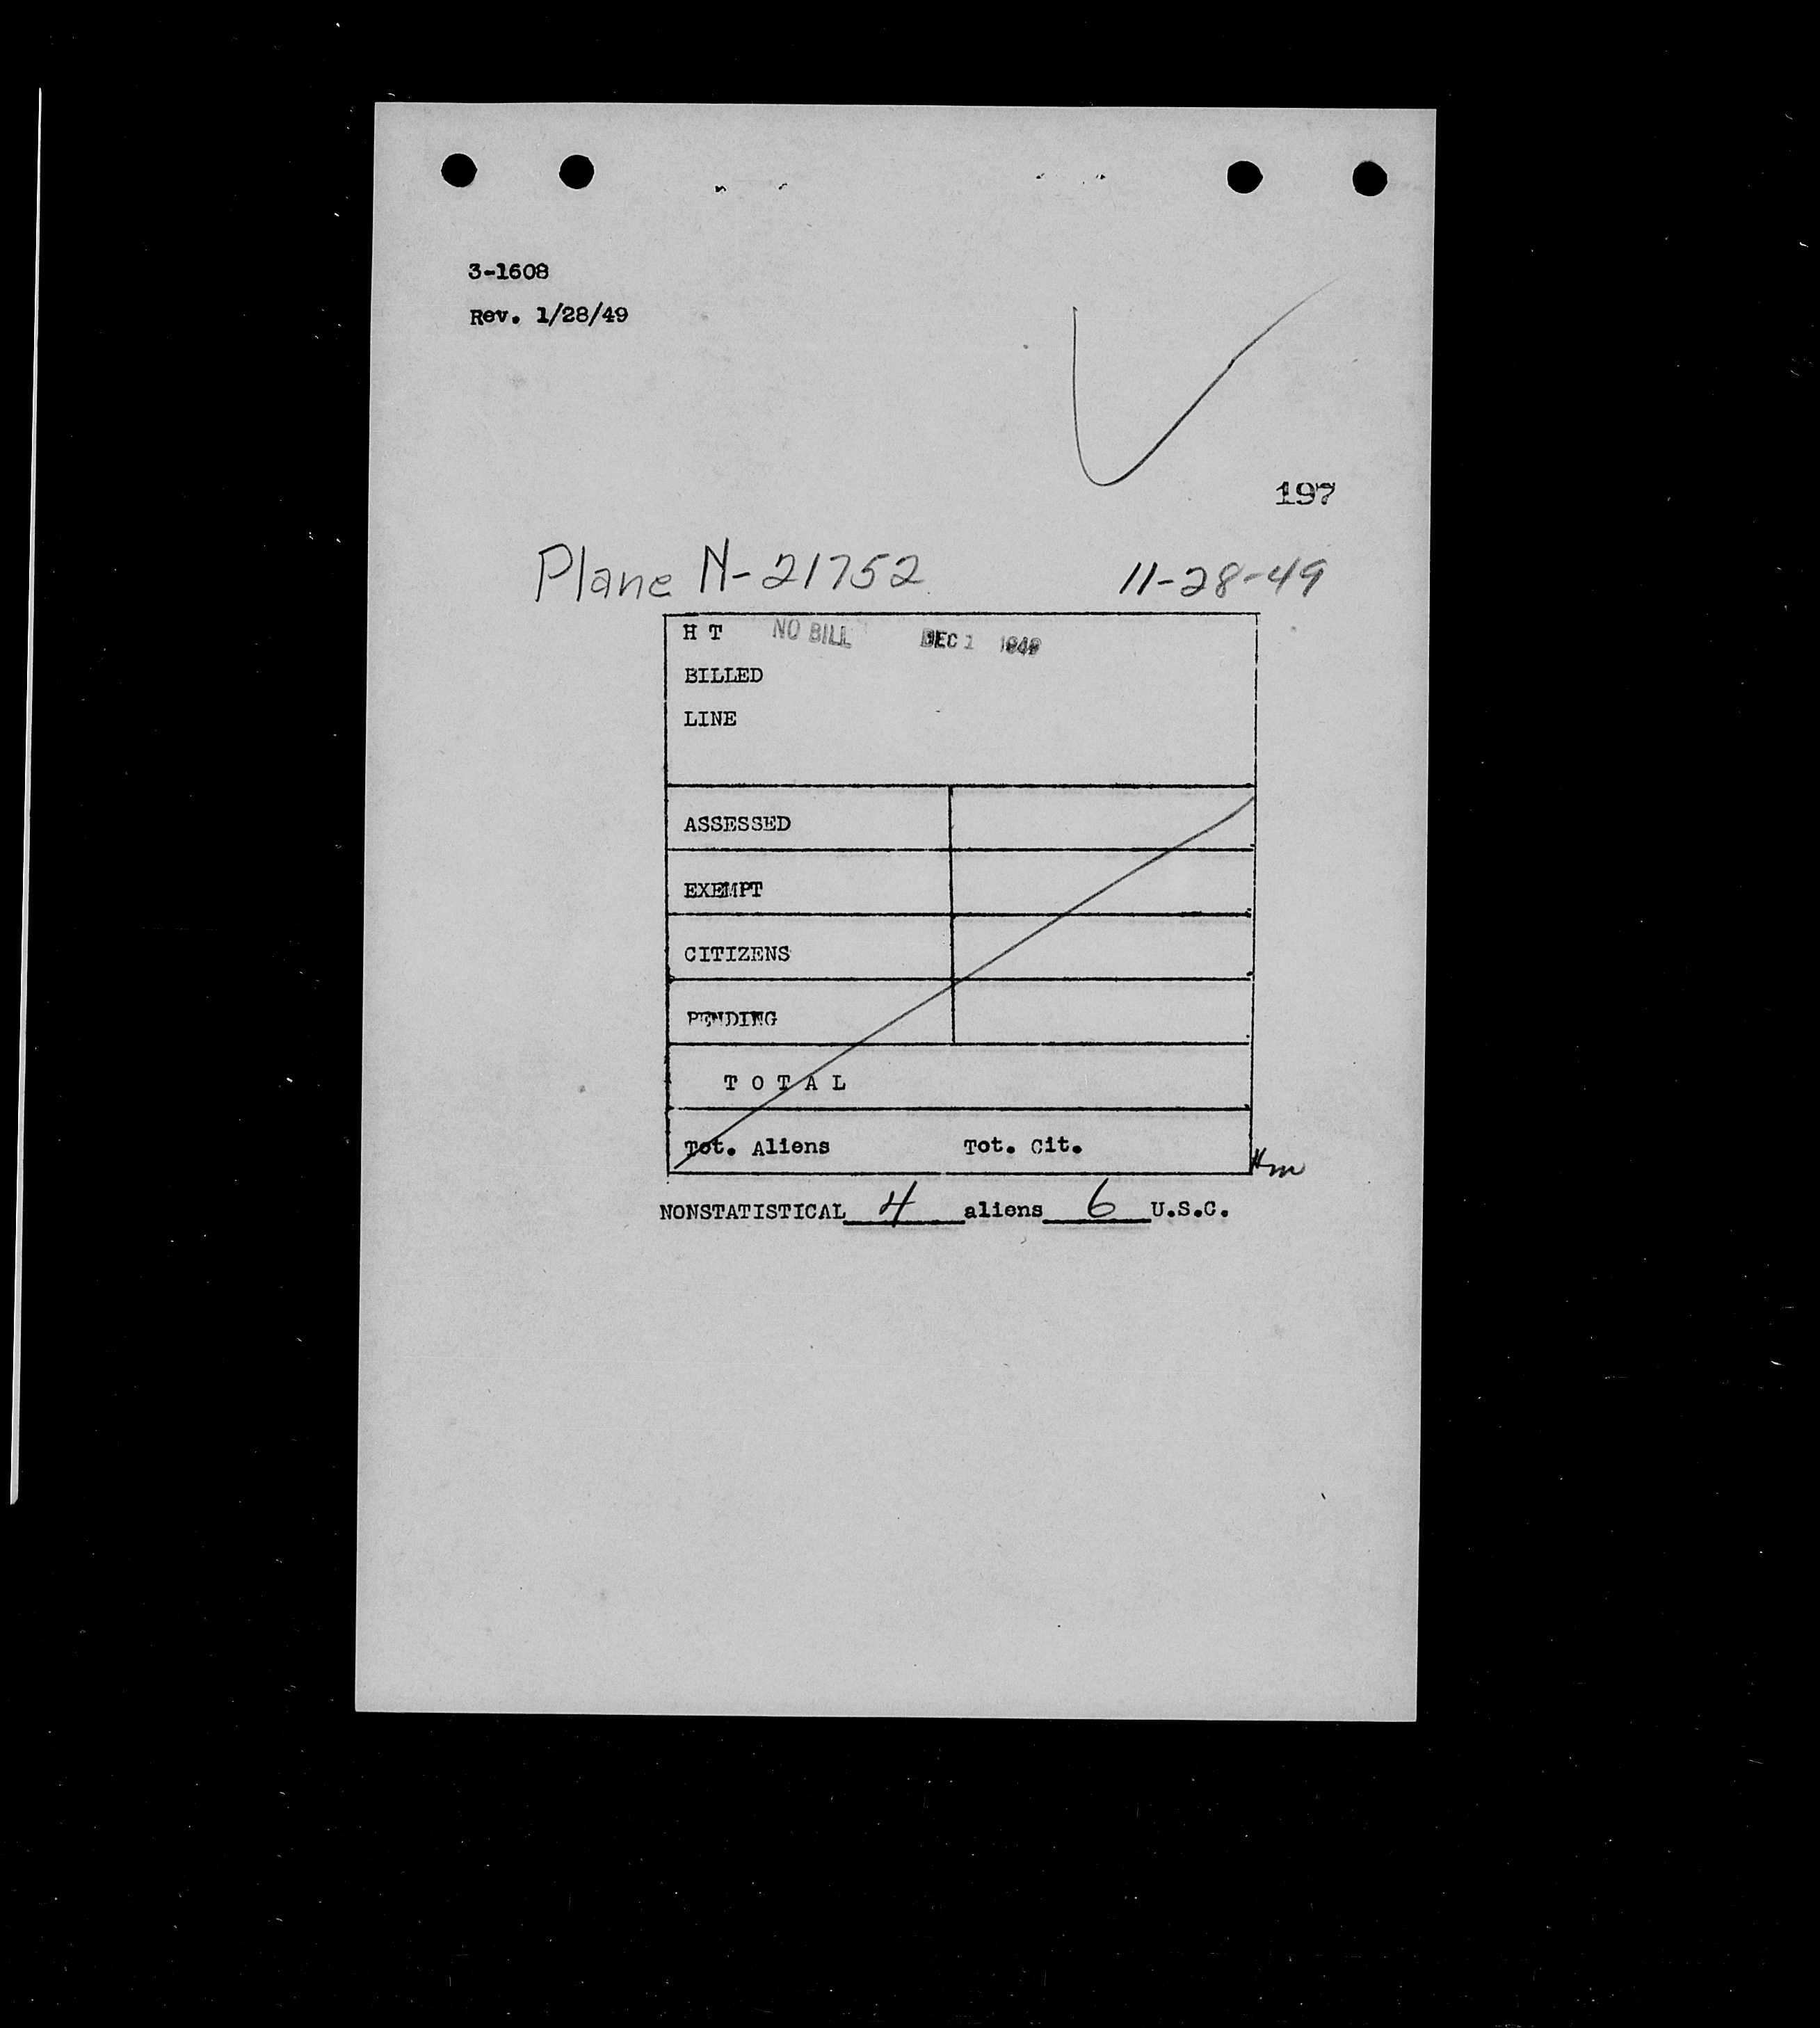 3-1608
Rev. 1/28/49
197
Plane N-21752 11-28-49
H T NO BILL DEC 1 1949
BILLED
LINE
ASSESSED
EXEMPT
CITIZENS
PENDING
T O T A L
Tot. Aliens Tot. Cit.
NONSTATISTICAL 4 aliens 6 U.S.C.